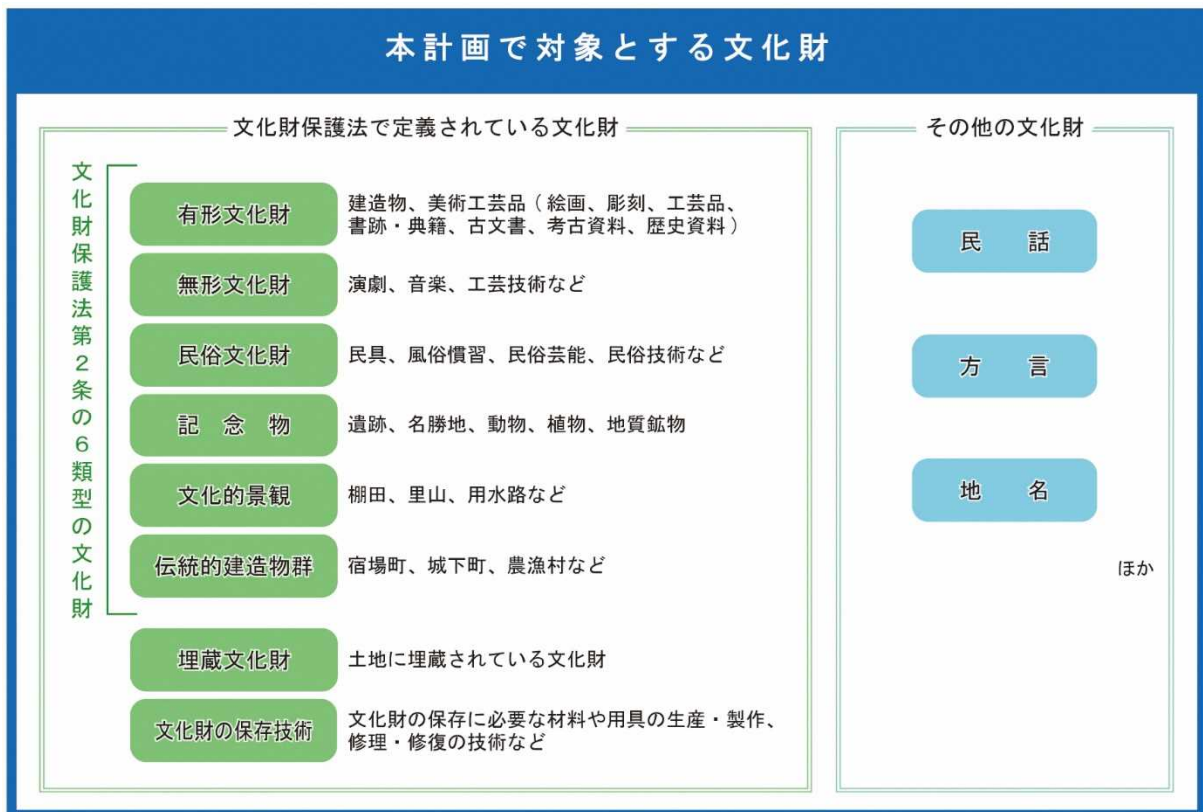 本計画で対象とする文化財
文化財保護法で定義されている文化財
文化財保護法第2条の6類型の文化財
有形文化財
建造物、美術工芸品(絵画、彫刻、工芸品、
書跡・典籍、古文書、考古資料、歴史資料)
無形文化財
演劇、音楽、工芸技術など
民俗文化財
民具、風俗慣習、民俗芸能、民俗技術など
記念物
遺跡、名勝地、動物、植物、地質鉱物
文化的景観
棚田、里山、用水路など
伝統的建造物群
宿場町、城下町、農漁村など
埋蔵文化財
土地に埋蔵されている文化財
文化財の保存技術
文化財の保存に必要な材料や用具の生産・製作、
修理・修復の技術など
その他の文化財
民話
方言
地名
ほか